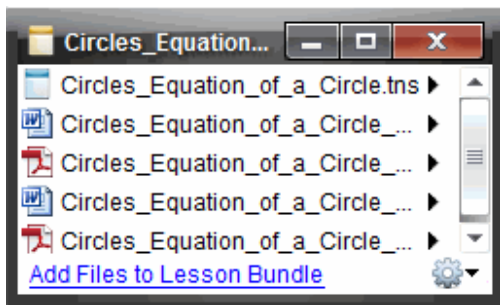 Circles_Equation...
Circles_Equation_of_a_Circle.tns
Circles_Equation_of_a_Circle_...
Circles_Equation_of_a_Circle_...
Circles_Equation_of_a_Circle_...
Circles_Equation_of_a_Circle_...
Add Files to Lesson Bundle